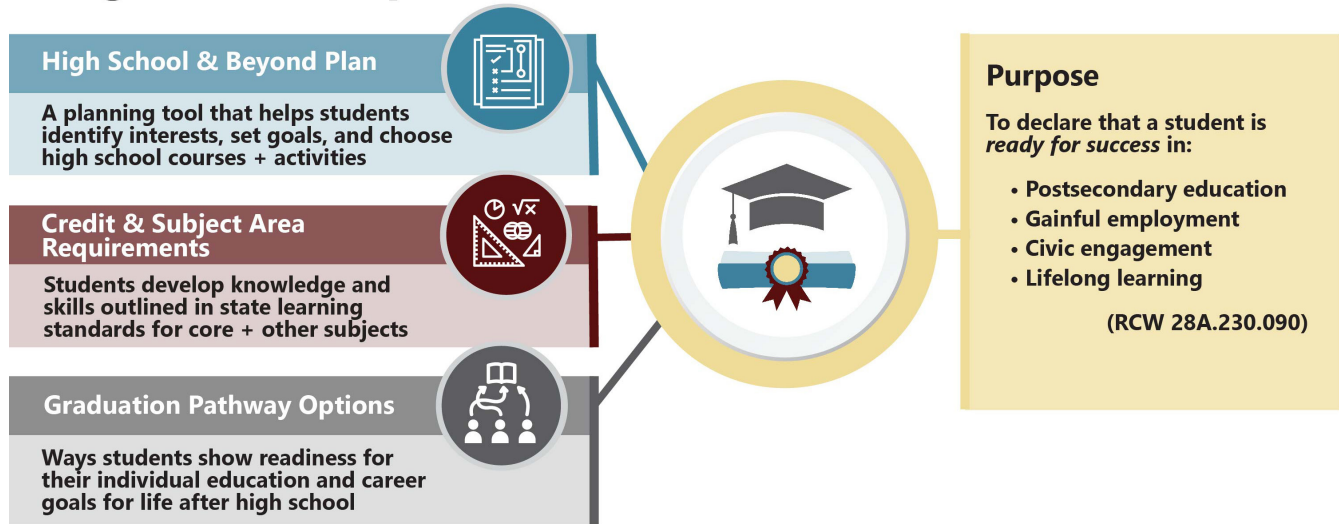 High School & Beyond Plan
A planning tool that helps students
identify interests, set goals, and choose
high school courses + activities
Credit & Subject Area
Requirements
Students develop knowledge and
skills outlined in state learning
standards for core + other subjects
Graduation Pathway Options
Ways students show readiness for
their individual education and career
goals for life after high school
Purpose
To declare that a student is
ready for success in:
• Postsecondary education
• Gainful employment
• Civic engagement
• Lifelong learning
(RCW 28A.230.090)